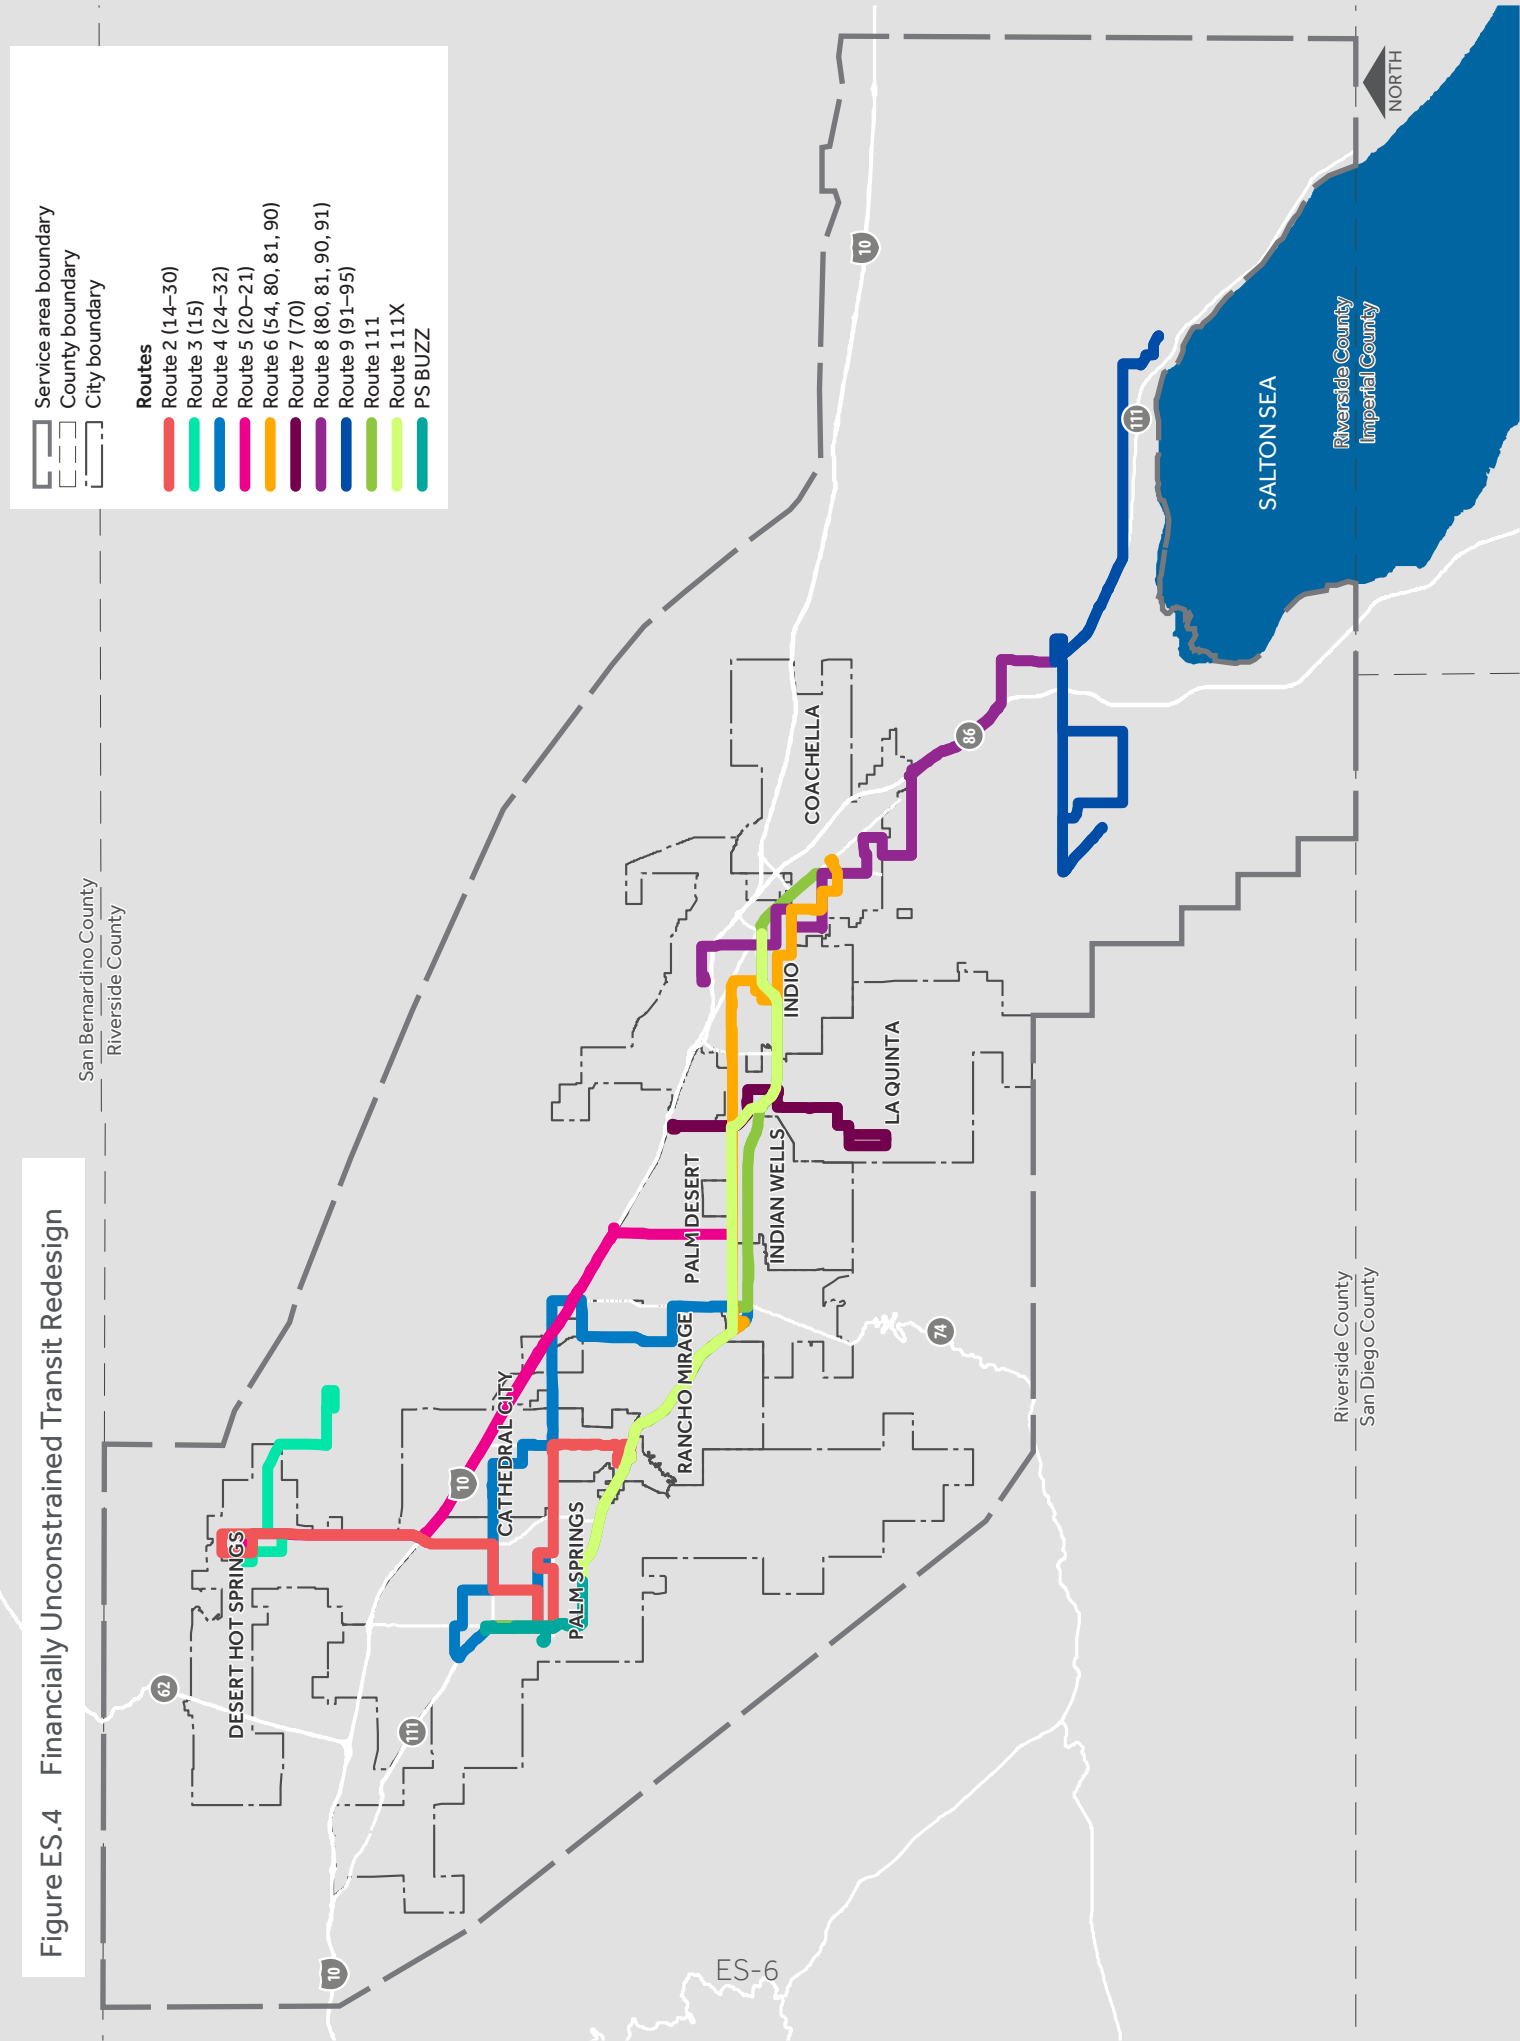 Figure ES.4 Financially Unconstrained Transit Redesign
Service area boundary
County boundary
City boundary
Routes
Route 2 (14–30)
Route 3 (15)
Route 4 (24–32)
Route 5 (20–21)
Route 6 (54, 80, 81, 90)
Route 7 (70)
Route 8 (80, 81, 90, 91)
Route 9 (91–95)
Route 111
Route 111X
PS BUZZ
San Bernardino County
Riverside County
62
10
DESERT HOT SPRINGS
111
10
CATHEDRAL CITY
PALM SPRINGS
RANCHO MIRAGE
PALM DESERT
INDIAN WELLS
LA QUINTA
INDIO
COACHELLA
10
74
86
111
SALTON SEA
Riverside County
San Diego County
Riverside County
Imperial County
NORTH
ES-6